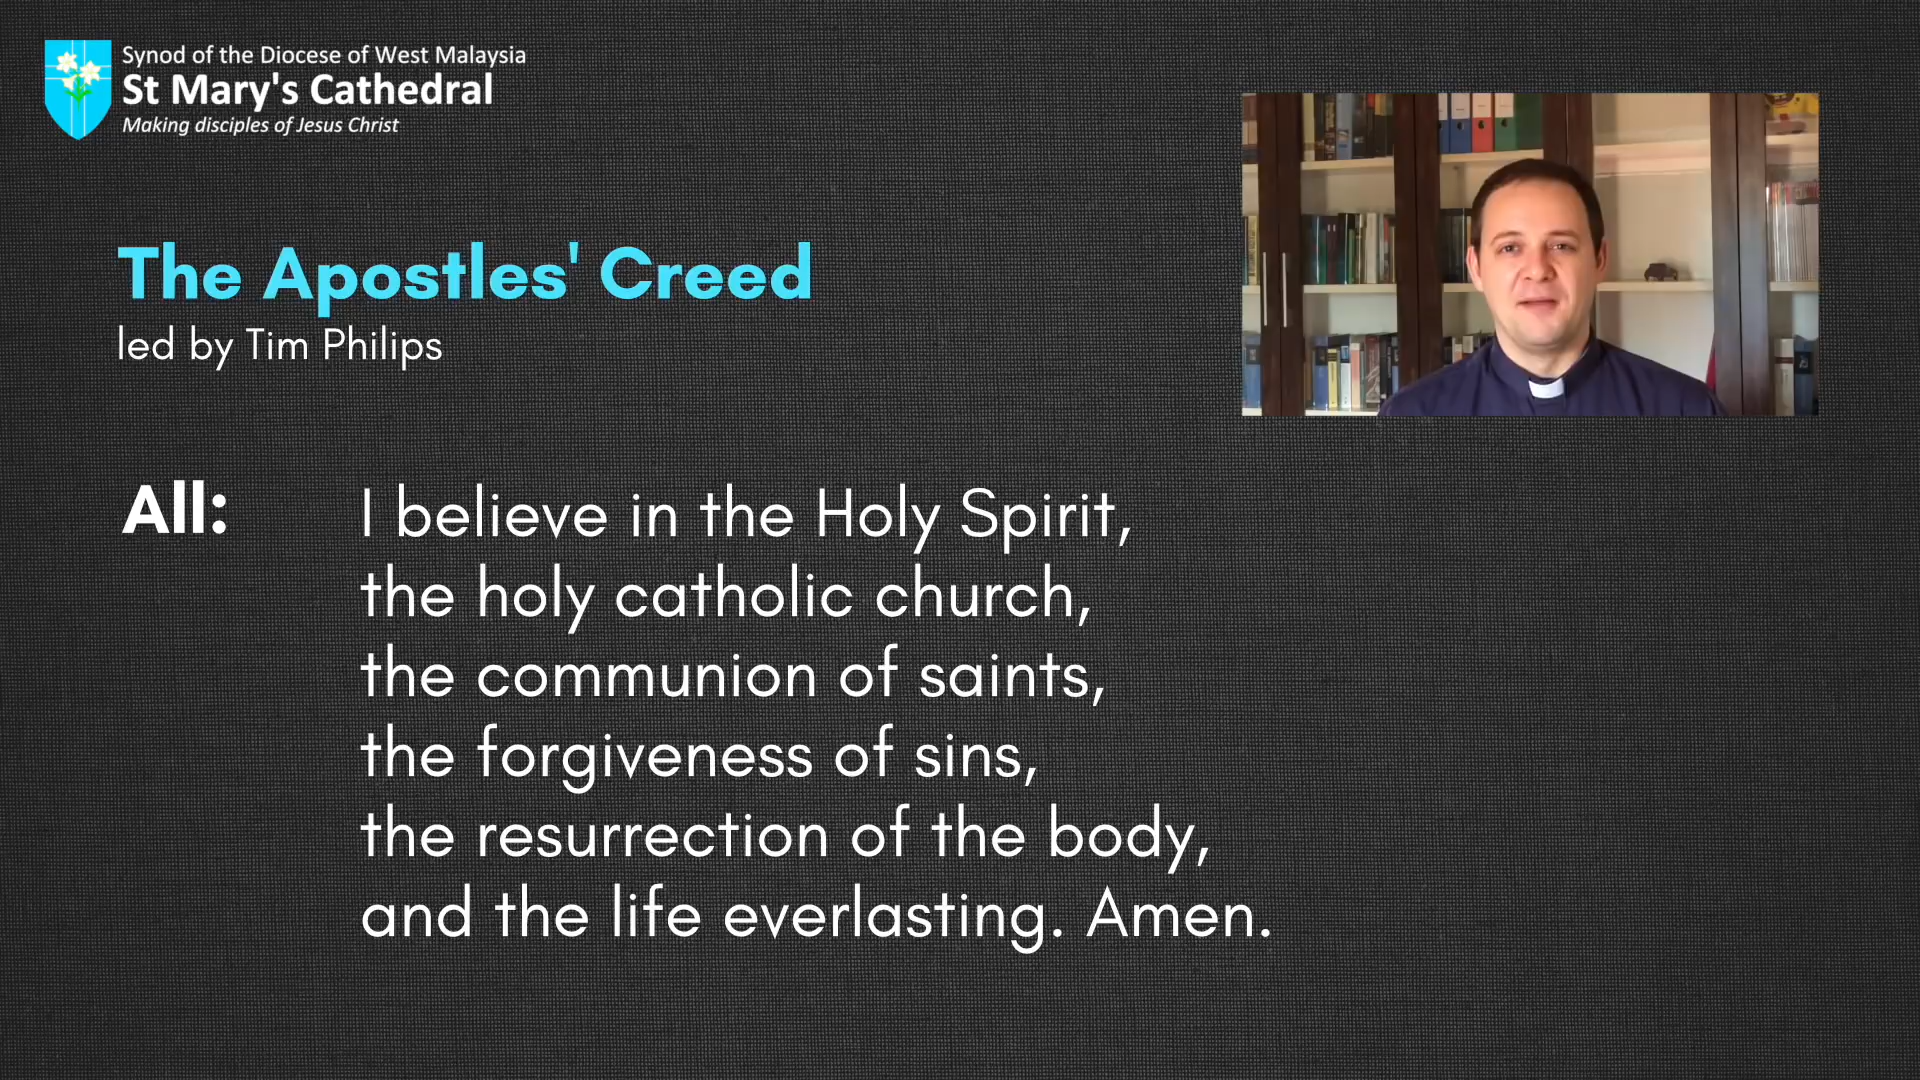 Synod of the Diocese of West Malaysia
St Mary's Cathedral
Making disciples of Jesus Christ
The Apostles' Creed
led by Tim Philips
All:
I believe in the Holy Spirit,
the holy catholic church,
the communion of saints,
the forgiveness of sins,
the resurrection of the body,
and the life everlasting. Amen.